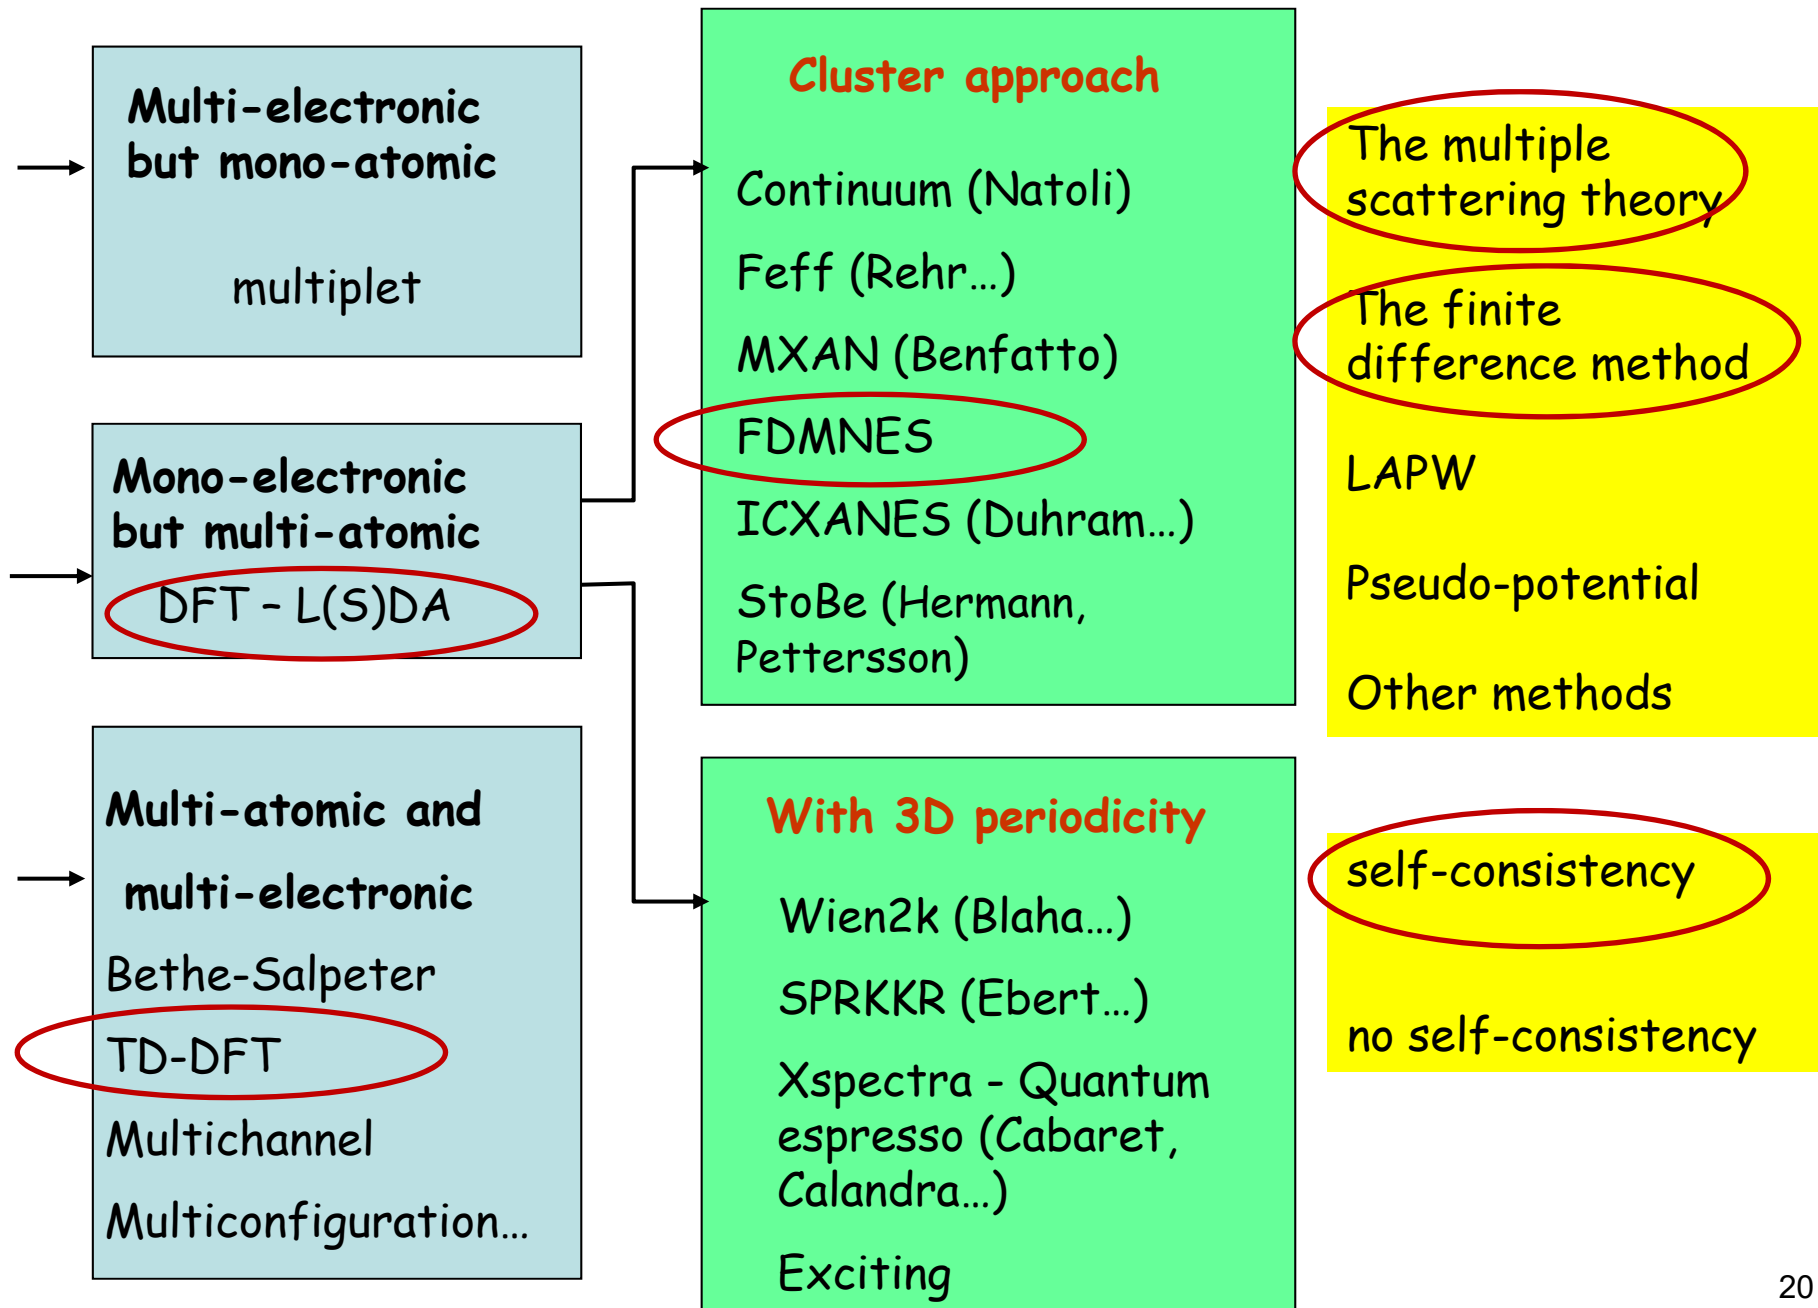 Multi-electronic
but mono-atomic
multiplet
Mono-electronic
but multi-atomic
DFT – L(S)DA
Multi-atomic and
multi-electronic
Bethe-Salpeter
TD-DFT
Multichannel
Multiconfiguration…
Cluster approach
Continuum (Natoli)
Feff (Rehr…)
MXAN (Benfatto)
FDMNES
ICXANES (Duhram…)
StoBe (Hermann,
Pettersson)
With 3D periodicity
Wien2k (Blaha…)
SPRKKR (Ebert…)
Xspectra - Quantum
espresso (Cabaret,
Calandra…)
Exciting
The multiple
scattering theory
The finite
difference method
LAPW
Pseudo-potential
Other methods
self-consistency
no self-consistency
20